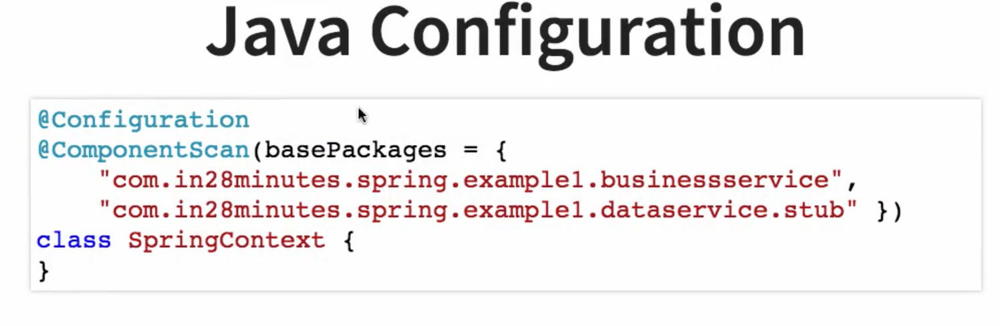 Java Configuration
@Configuration
@ComponentScan(basePackages = {
    "com.in28minutes.spring.example1.businessservice",
    "com.in28minutes.spring.example1.dataservice.stub" })
class SpringContext {
}